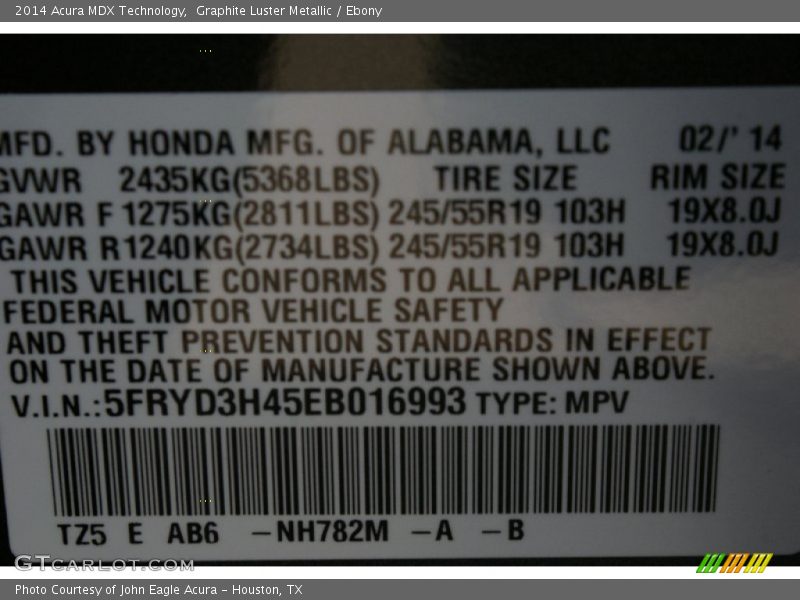 2014 Acura MDX Technology,  Graphite Luster Metallic / Ebony
MFD. BY HONDA MFG. OF ALABAMA, LLC 02/' 14
GVWR 2435KG(5368LBS) TIRE SIZE RIM SIZE
GAWR F 1275KG(2811LBS) 245/55R19 103H 19X8.0J
GAWR R 1240KG(2734LBS) 245/55R19 103H 19X8.0J
THIS VEHICLE CONFORMS TO ALL APPLICABLE
FEDERAL MOTOR VEHICLE SAFETY
AND THEFT PREVENTION STANDARDS IN EFFECT
ON THE DATE OF MANUFACTURE SHOWN ABOVE.
V.I.N.:5FRYD3H45EB016993 TYPE: MPV
TZ5 E AB6 –NH782M –A –B
GTCARLOT.COM
Photo Courtesy of John Eagle Acura - Houston, TX